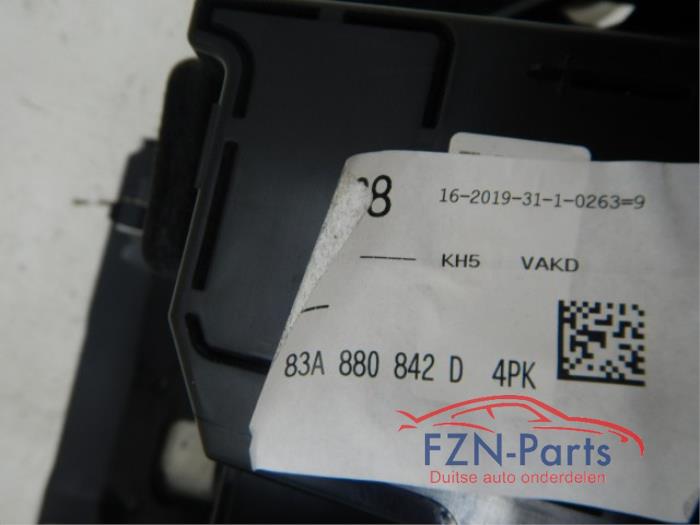 8 16-2019-31-1-0263=9
KH5 VAKD
83A 880 842 D 4PK
FZN-Parts
Duitse auto onderdelen